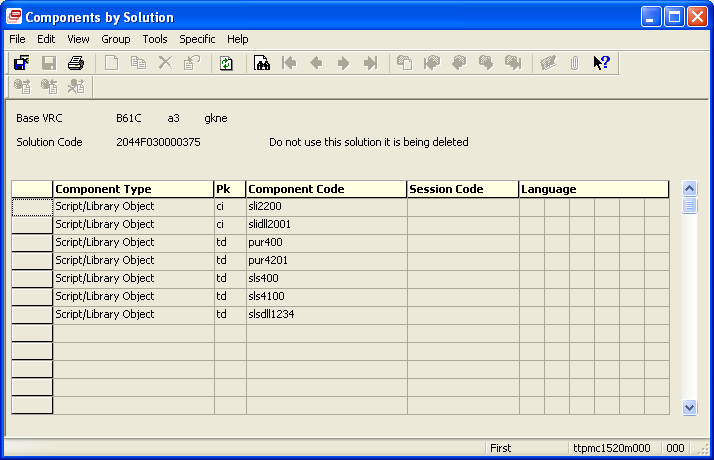 Components by Solution
File Edit View Group Tools Specific Help
Base VRC B61C a3 gkne
Solution Code 2044F030000375 Do not use this solution it is being deleted
Component Type Pk Component Code Session Code Language
Script/Library Object ci sli2200
Script/Library Object ci slidll2001
Script/Library Object td pur400
Script/Library Object td pur4201
Script/Library Object td sls400
Script/Library Object td sls4100
Script/Library Object td slsdll1234
First ttpmc1520m000 000